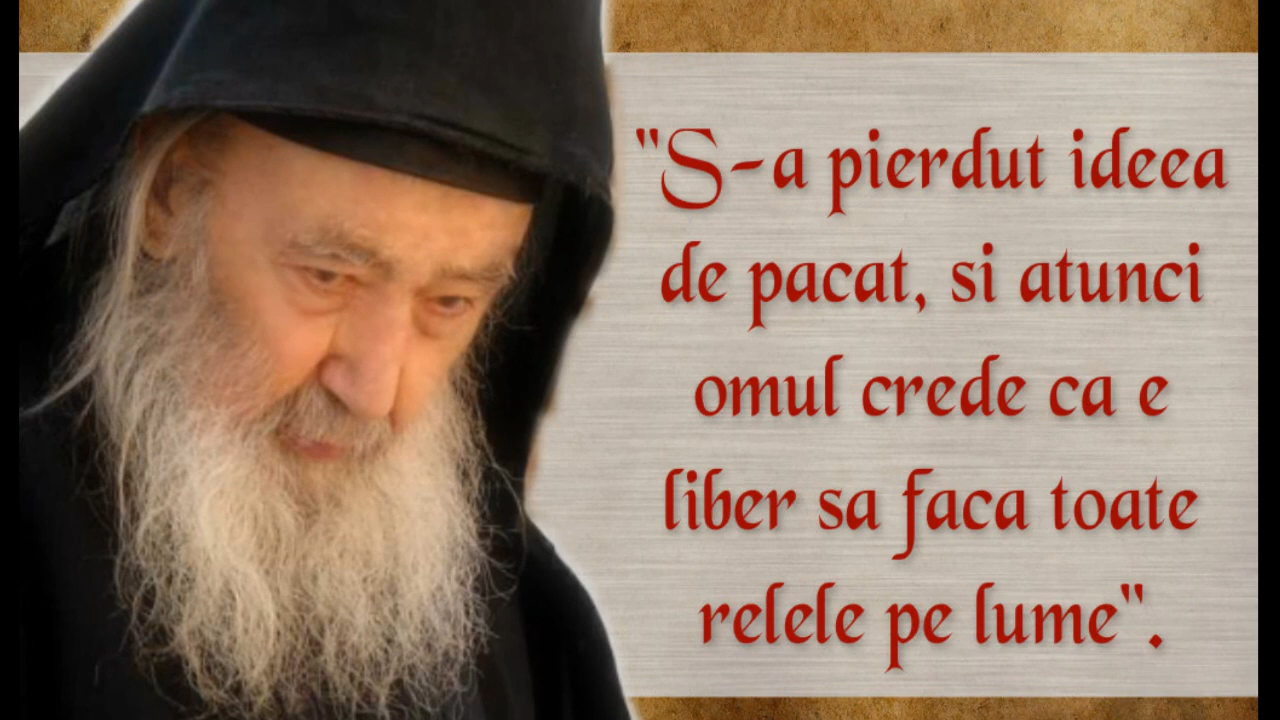 "S-a pierdut ideea
de pacat, si atunci
omul crede ca e
liber sa faca toate
relele pe lume".